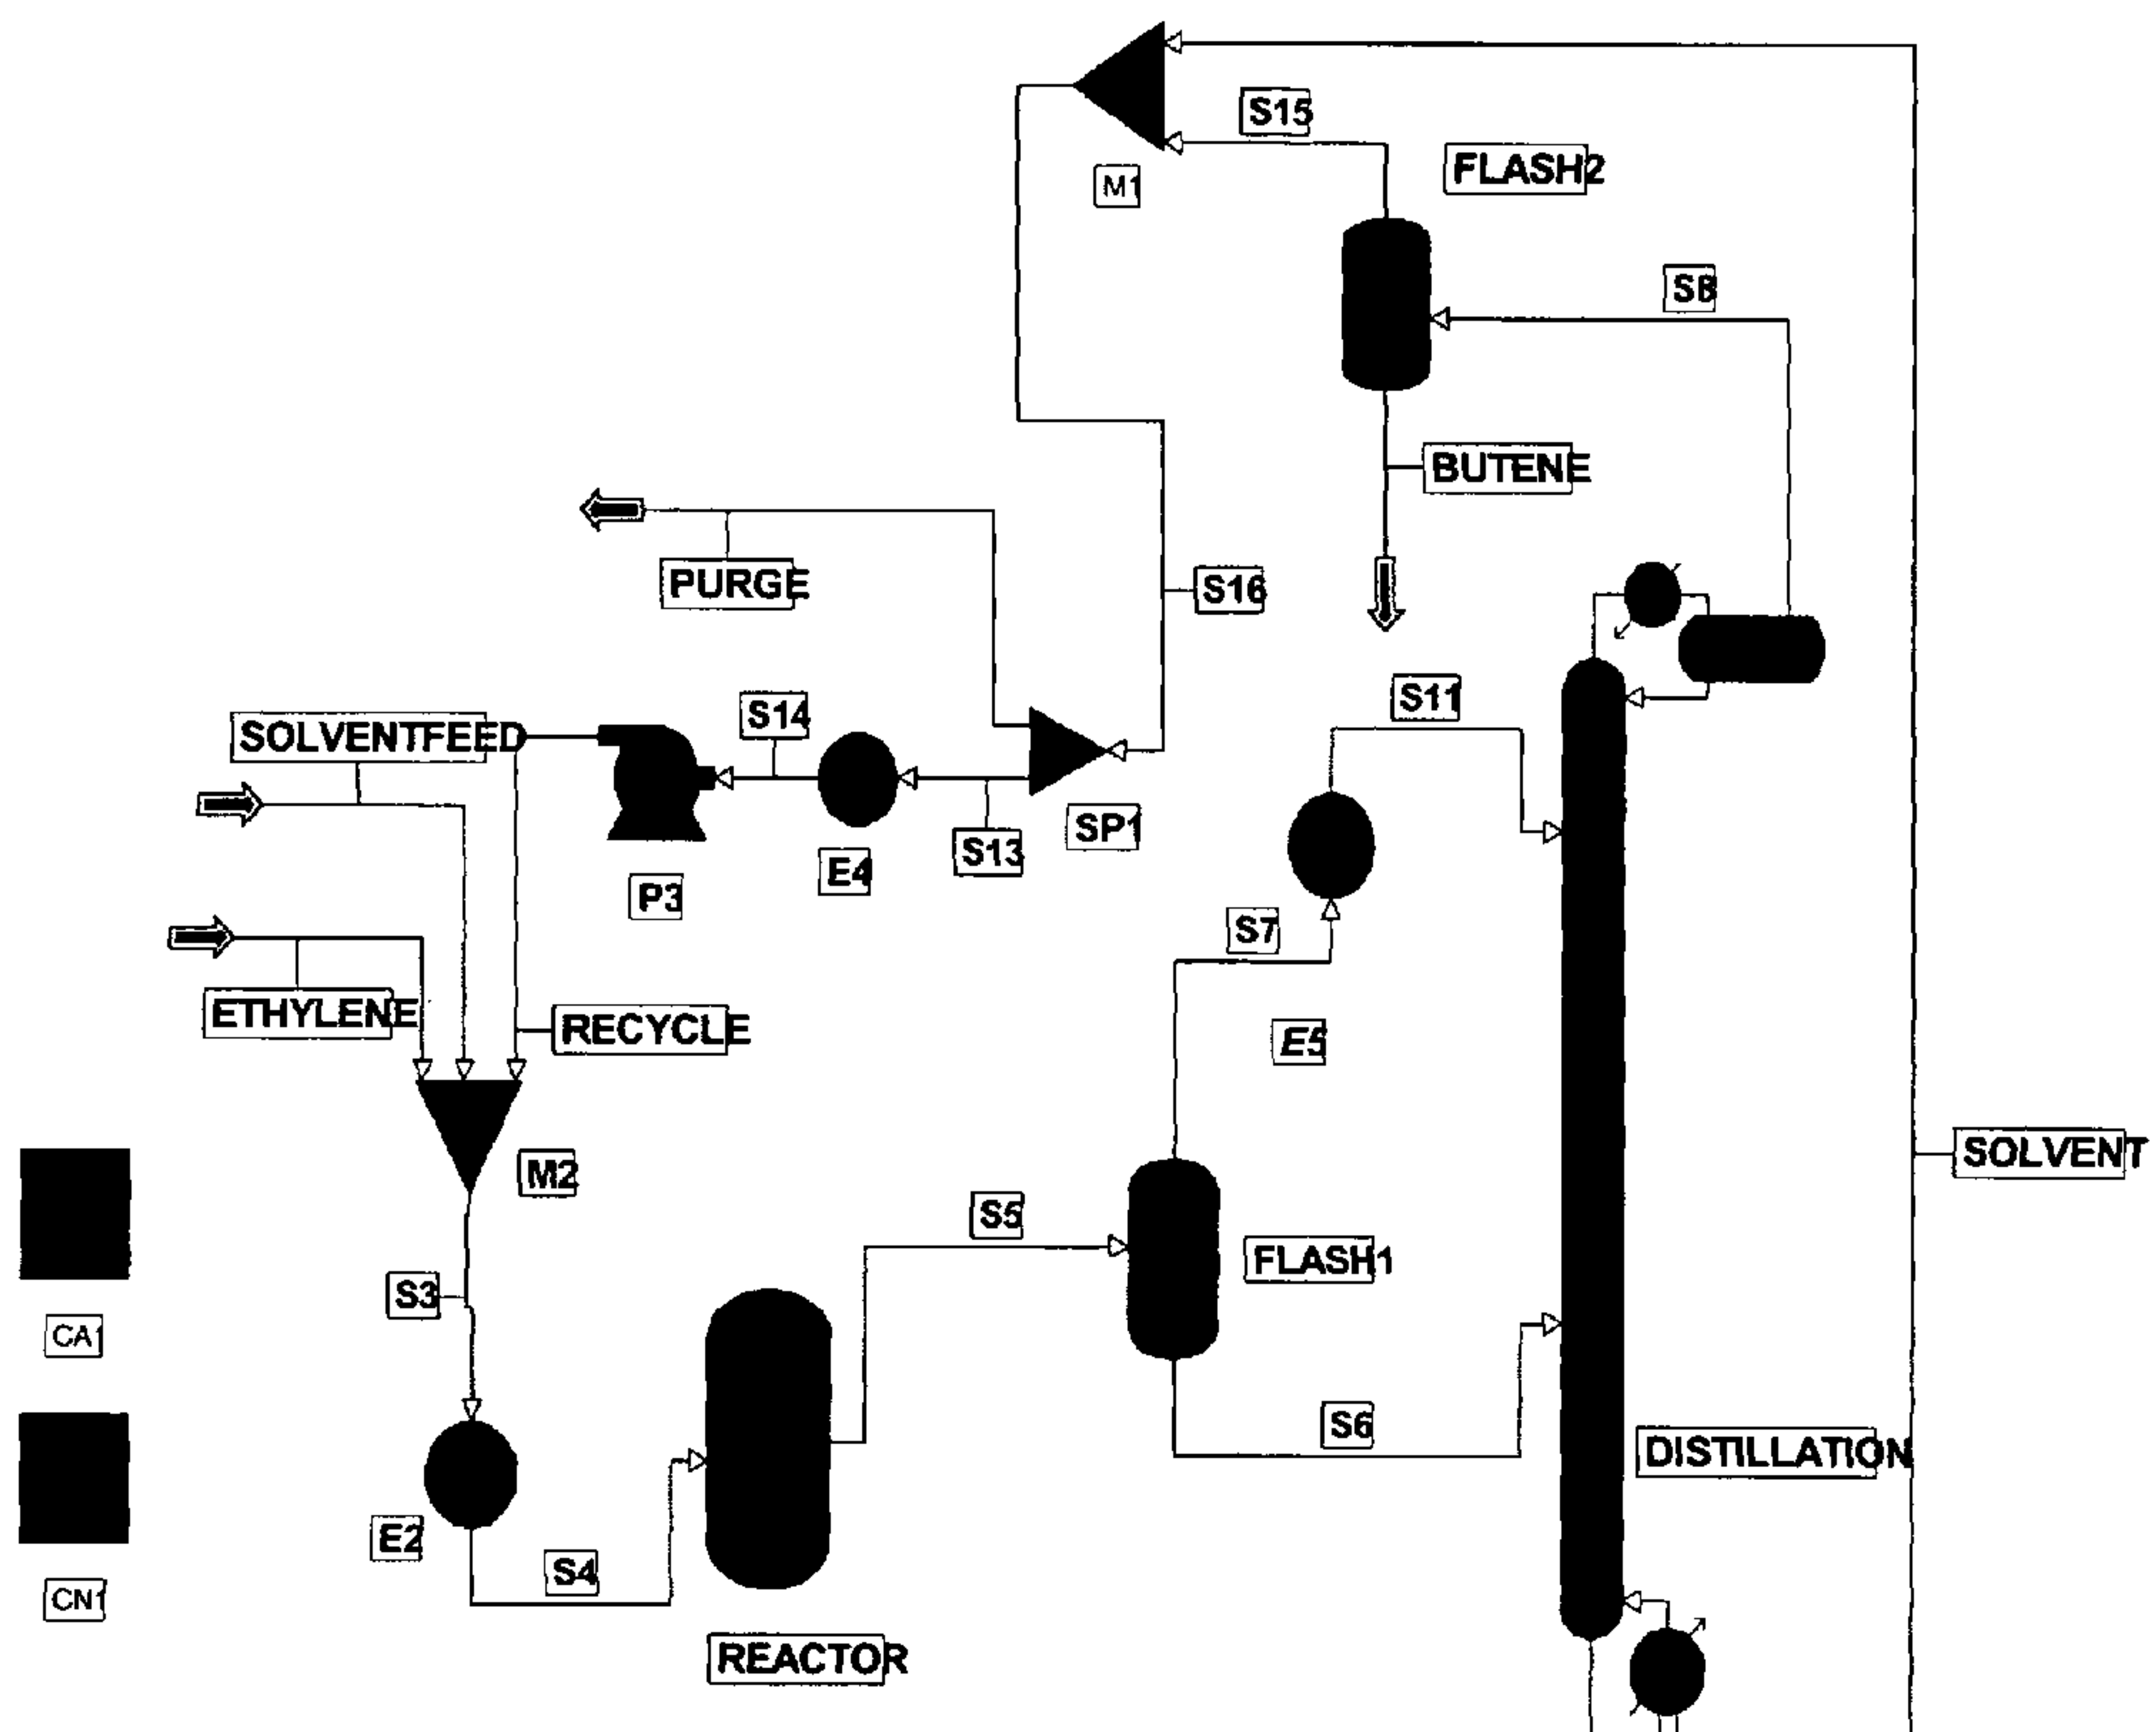 S15
FLASH2
M1
S8
BUTENE
PURGE
S16
S11
S14
SOLVENTFEED
SP1
S13
E4
P3
S7
ETHYLENE
RECYCLE
E5
SOLVENT
M2
S5
FLASH1
S3
CA1
S6
DISTILLATION
E2
S4
CN1
REACTOR